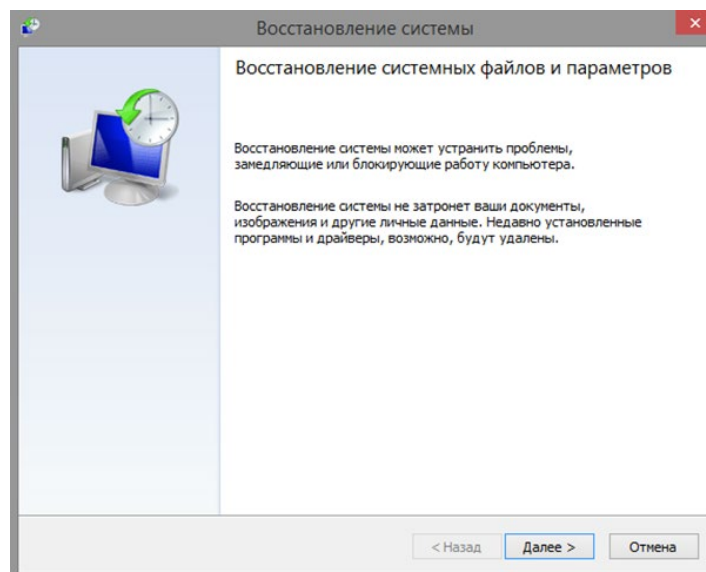 Восстановление системы
Восстановление системных файлов и параметров
Восстановление системы может устранить проблемы,
замедляющие или блокирующие работу компьютера.
Восстановление системы не затронет ваши документы,
изображения и другие личные данные. Недавно установленные
программы и драйверы, возможно, будут удалены.
< Назад Далее > Отмена